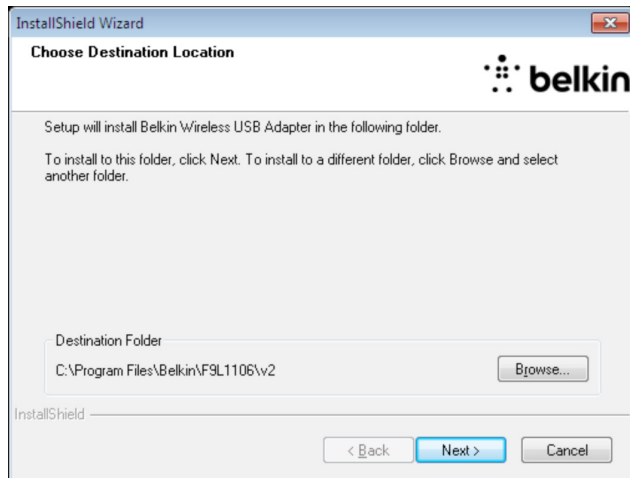 InstallShield Wizard
Choose Destination Location
belkin
Setup will install Belkin Wireless USB Adapter in the following folder.
To install to this folder, click Next. To install to a different folder, click Browse and select
another folder.
Destination Folder
C:\Program Files\Belkin\F9L1106\v2
Browse...
InstallShield
< Back
Next >
Cancel